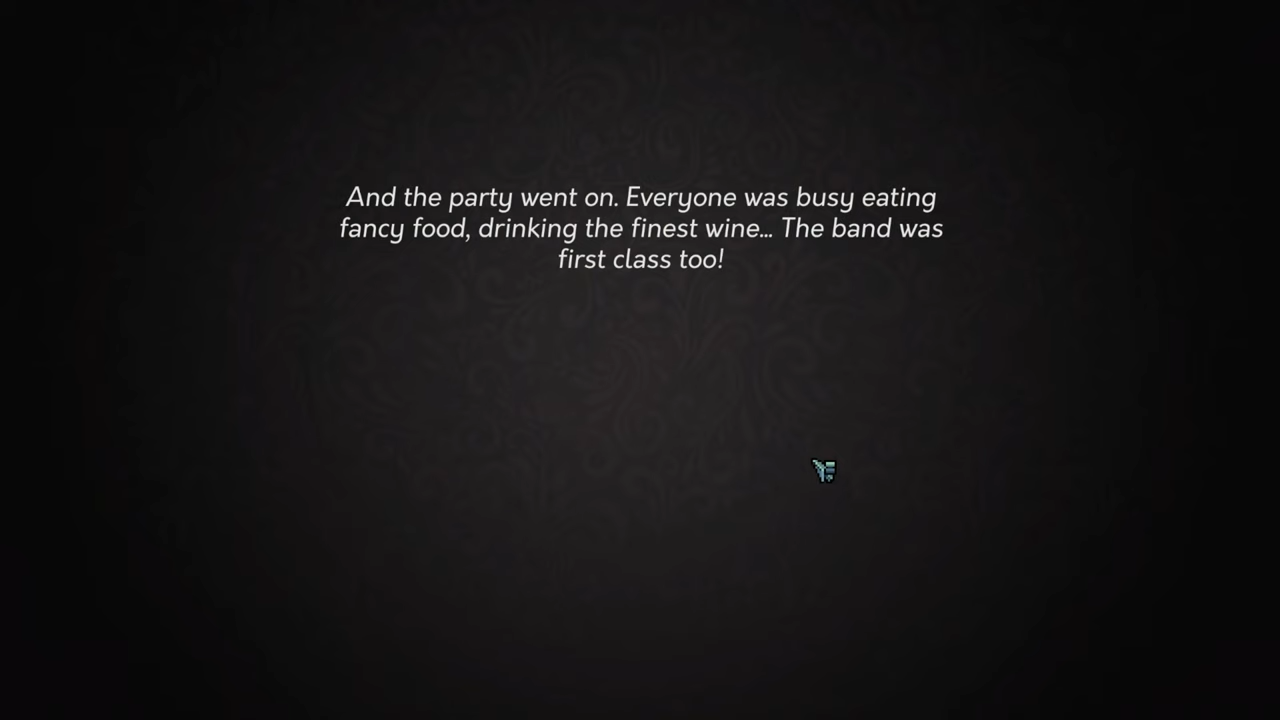 And the party went on. Everyone was busy eating
fancy food, drinking the finest wine... The band was
first class too!